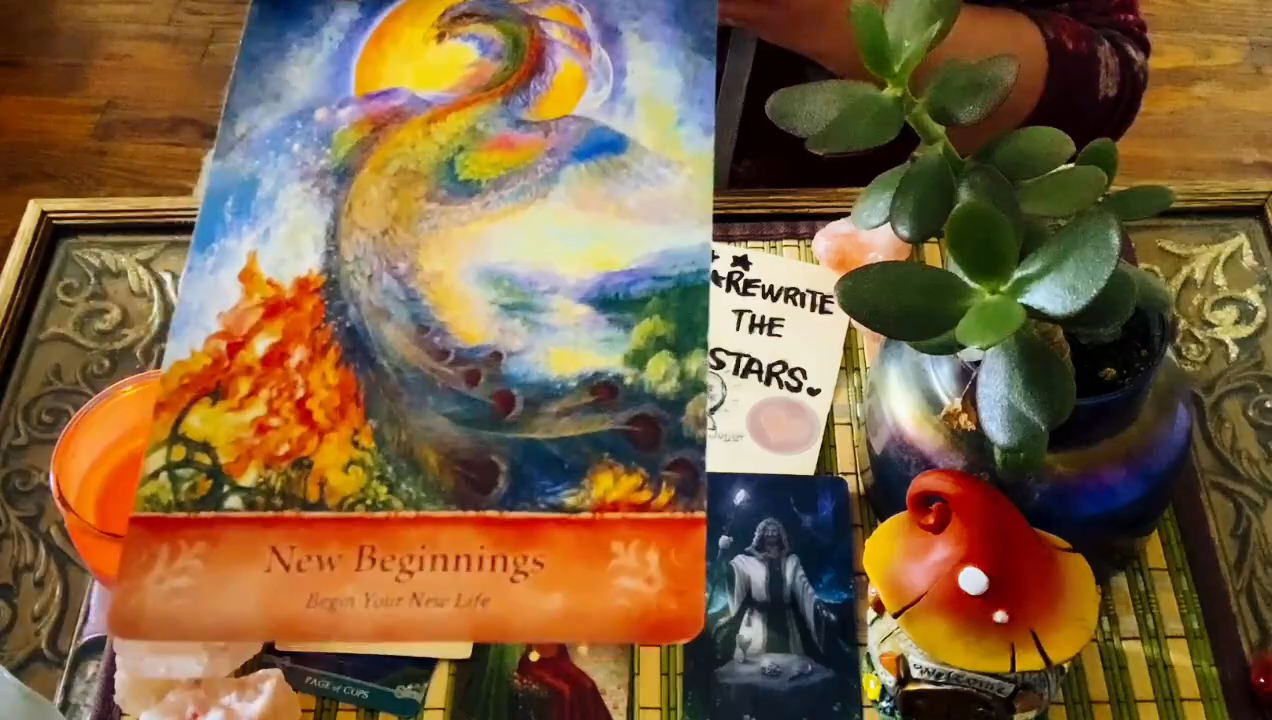 REWRITE
THE
STARS.
New Beginnings
Begin Your New Life
PAGE of CUPS
Welcome